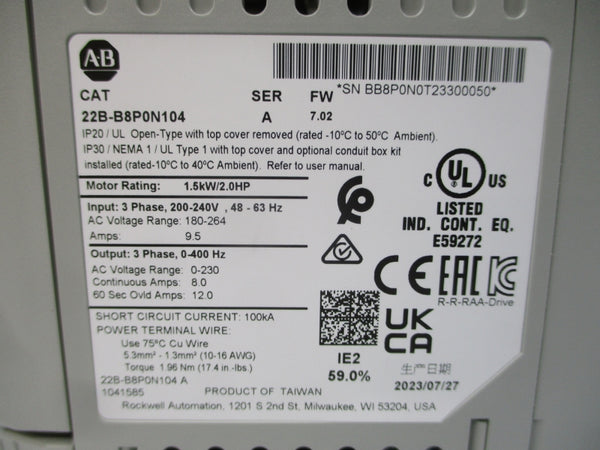 A-B
*SN BB8P0N0T23300050*
CAT SER FW
22B-B8P0N104 A 7.02
IP20 / UL Open-Type with top cover removed (rated -10ºC to 50ºC Ambient).
IP30 / NEMA 1 / UL Type 1 with top cover and optional conduit box kit
installed (rated-10ºC to 40ºC Ambient). Refer to user manual.
Motor Rating: 1.5kW/2.0HP
Input: 3 Phase, 200-240V , 48 - 63 Hz
AC Voltage Range: 180-264
Amps: 9.5
Output: 3 Phase, 0-400 Hz
AC Voltage Range: 0-230
Continuous Amps: 8.0
60 Sec Ovld Amps: 12.0
SHORT CIRCUIT CURRENT: 100kA
POWER TERMINAL WIRE:
Use 75ºC Cu Wire
5.3mm² - 1.3mm² (10-16 AWG)
Torque 1.96 Nm (17.4 in -lbs.)
22B-B8P0N104 A
1041585
PRODUCT OF TAIWAN
Rockwell Automation, 1201 S 2nd St, Milwaukee, WI 53204, USA
C UL US
LISTED
IND. CONT. EQ.
E59272
CE EAC KC
R-R-RAA-Drive
UK
CA
IE2
59.0%
生产日期
2023/07/27